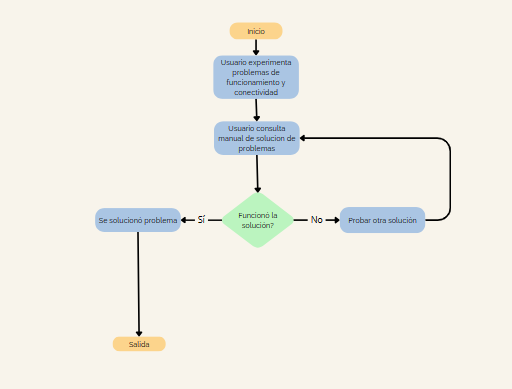 Inicio
Usuario experimenta
problemas de
funcionamiento y
conectividad
Usuario consulta
manual de solucion de
problemas
Funcionó la
solución?
Sí
No
Se solucionó problema
Probar otra solución
Salida